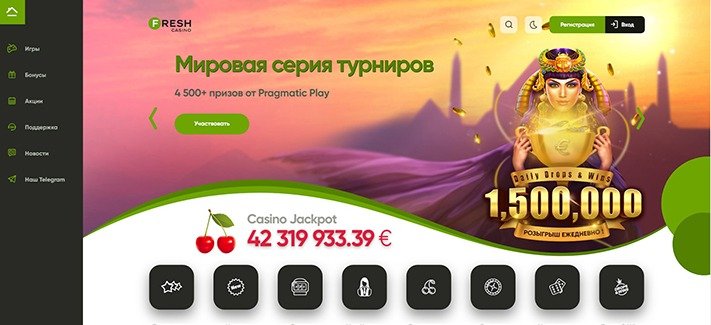 FRESH
CASINO
Регистрация
Вход
Игры
Бонусы
Акции
Поддержка
Новости
Наш Telegram
Мировая серия турниров
4 500+ призов от Pragmatic Play
Участвовать
Daily Drops & Wins
1,500,000
РОЗЫГРЫШ ЕЖЕДНЕВНО!
Casino Jackpot
42 319 933.39 €
New